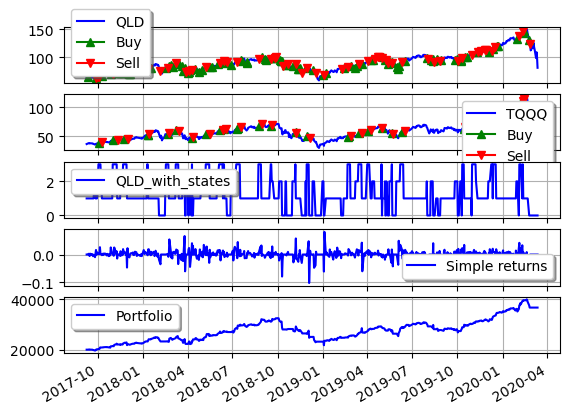 150
100
QLD
Buy
Sell
100
50
TQQQ
Buy
Sell
2
0
QLD_with_states
0.0
−0.1
Simple returns
40000
20000
Portfolio
2017-10
2018-01
2018-04
2018-07
2018-10
2019-01
2019-04
2019-07
2019-10
2020-01
2020-04